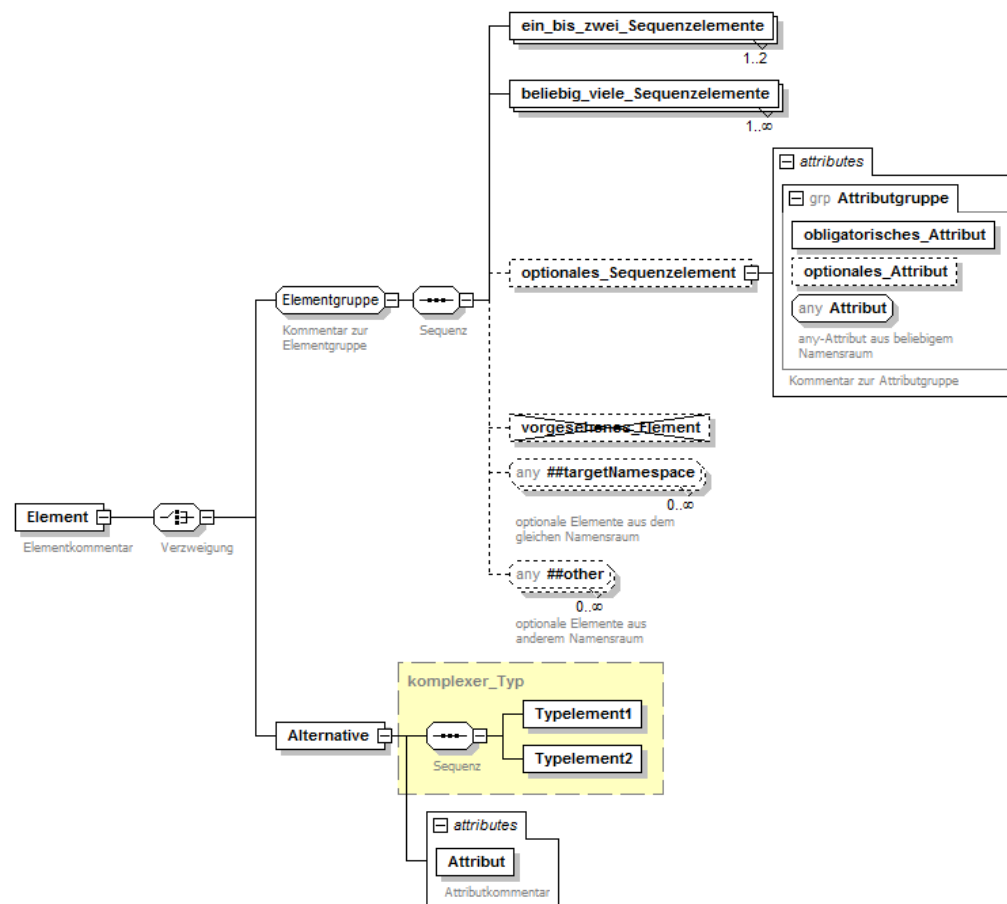 ein_bis_zwei_Sequenzelemente
1..2
beliebig_viele_Sequenzelemente
1..∞
attributes
grp Attributgruppe
obligatorisches_Attribut
optionales_Sequenzelement
optionales_Attribut
any Attribut
any-Attribut aus beliebigem
Namensraum
Kommentar zur Attributgruppe
Elementgruppe
Kommentar zur
Elementgruppe
Sequenz
vorgesehenes_Element
any ##targetNamespace
0..∞
optionale Elemente aus dem
gleichen Namensraum
Element
Elementkommentar
Verzweigung
any ##other
0..∞
optionale Elemente aus
anderem Namensraum
komplexer_Typ
Alternative
Sequenz
Typelement1
Typelement2
attributes
Attribut
Attributkommentar